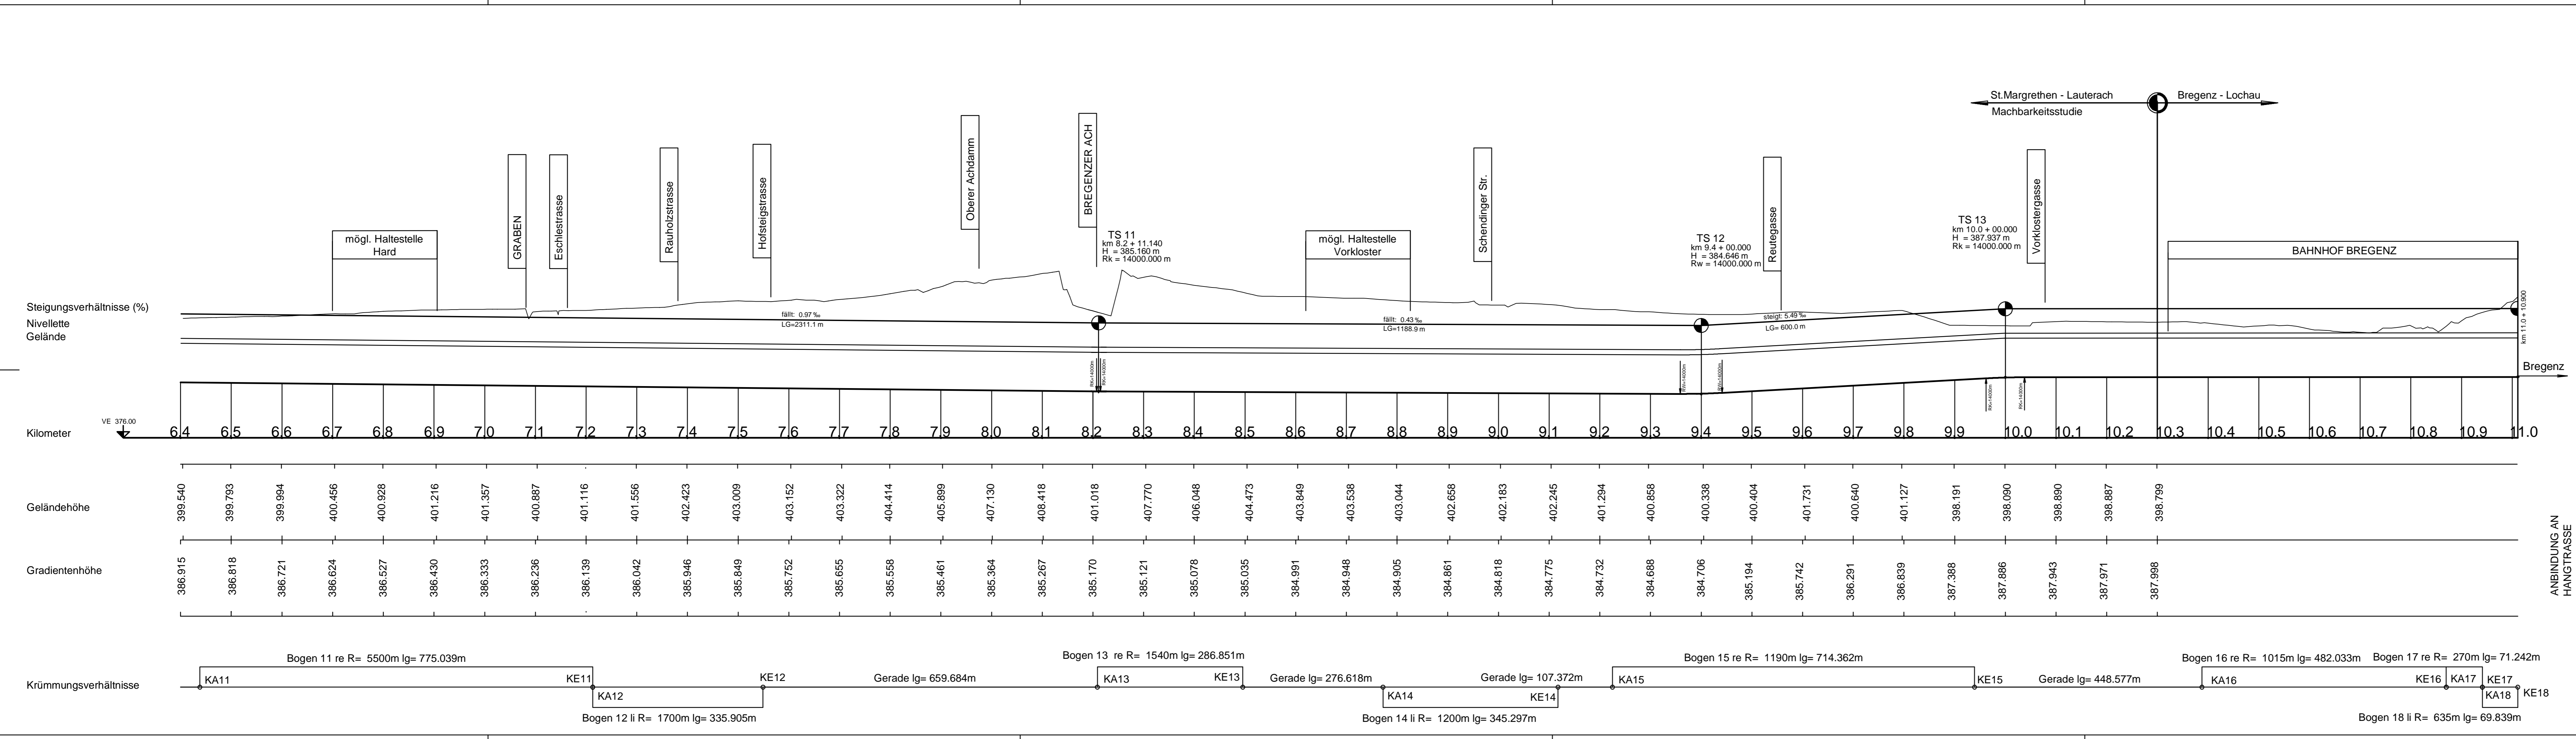 St.Margrethen - Lauterach
Bregenz - Lochau
Machbarkeitsstudie
mögl. Haltestelle
Hard
GRABEN
Eschlestrasse
Rauholzstrasse
Hofsteigstrasse
Oberer Achdamm
BREGENZER ACH
TS 11
km 8.2 + 11.140
H = 385.160 m
Rk = 14000.000 m
mögl. Haltestelle
Vorkloster
Schendinger Str.
TS 12
km 9.4 + 00.000
H = 384.646 m
Rw = 14000.000 m
Reutegasse
TS 13
km 10.0 + 00.00
H = 387.937 m
Rk = 14000.000 m
Vorklostergasse
BAHNHOF BREGENZ
km 11.0 + 10.900
Steigungsverhältnisse (%)
Nivellette
Gelände
fällt: 0.97 ‰
LG=2311.1 m
fällt: 0.43 ‰
LG=1188.9 m
steigt: 5.49 ‰
LG= 600.0 m
RK=14000m
RK=14000m
RW=14000m
RW=14000m
RK=14000m
RK=14000m
Bregenz
VE 376.00
Kilometer
6.4 6.5 6.6 6.7 6.8 6.9 7.0 7.1 7.2 7.3 7.4 7.5 7.6 7.7 7.8 7.9 8.0 8.1 8.2 8.3 8.4 8.5 8.6 8.7 8.8 8.9 9.0 9.1 9.2 9.3 9.4 9.5 9.6 9.7 9.8 9.9 10.0 10.1 10.2 10.3 10.4 10.5 10.6 10.7 10.8 10.9 11.0
Geländehöhe
399.540 399.793 399.994 400.456 400.928 401.216 401.357 400.887 401.116 401.556 402.423 403.009 403.152 403.322 404.414 405.899 407.130 408.418 401.018 407.770 406.048 404.473 403.849 403.538 403.044 402.658 402.183 402.245 401.294 400.858 400.338 400.404 401.731 400.640 401.127 398.191 398.090 398.890 398.887 398.799
Gradientenhöhe
386.915 386.818 386.721 386.624 386.527 386.430 386.333 386.236 386.139 386.042 385.946 385.849 385.752 385.655 385.558 385.461 385.364 385.267 385.170 385.121 385.078 385.035 384.991 384.948 384.905 384.861 384.818 384.775 384.732 384.688 384.706 385.194 385.742 386.291 386.839 387.388 387.886 387.943 387.971 387.998
ANBINDUNG AN
HANGTRASSE
Krümmungsverhältnisse
Bogen 11 re R= 5500m lg= 775.039m
KA11
KE11
KA12
KE12
Bogen 12 li R= 1700m lg= 335.905m
Gerade lg= 659.684m
Bogen 13 re R= 1540m lg= 286.851m
KA13
KE13
Gerade lg= 276.618m
KA14
KE14
Bogen 14 li R= 1200m lg= 345.297m
Gerade lg= 107.372m
Bogen 15 re R= 1190m lg= 714.362m
KA15
KE15
Gerade lg= 448.577m
Bogen 16 re R= 1015m lg= 482.033m
KA16
KE16
Bogen 17 re R= 270m lg= 71.242m
KA17
KE17
KA18
KE18
Bogen 18 li R= 635m lg= 69.839m